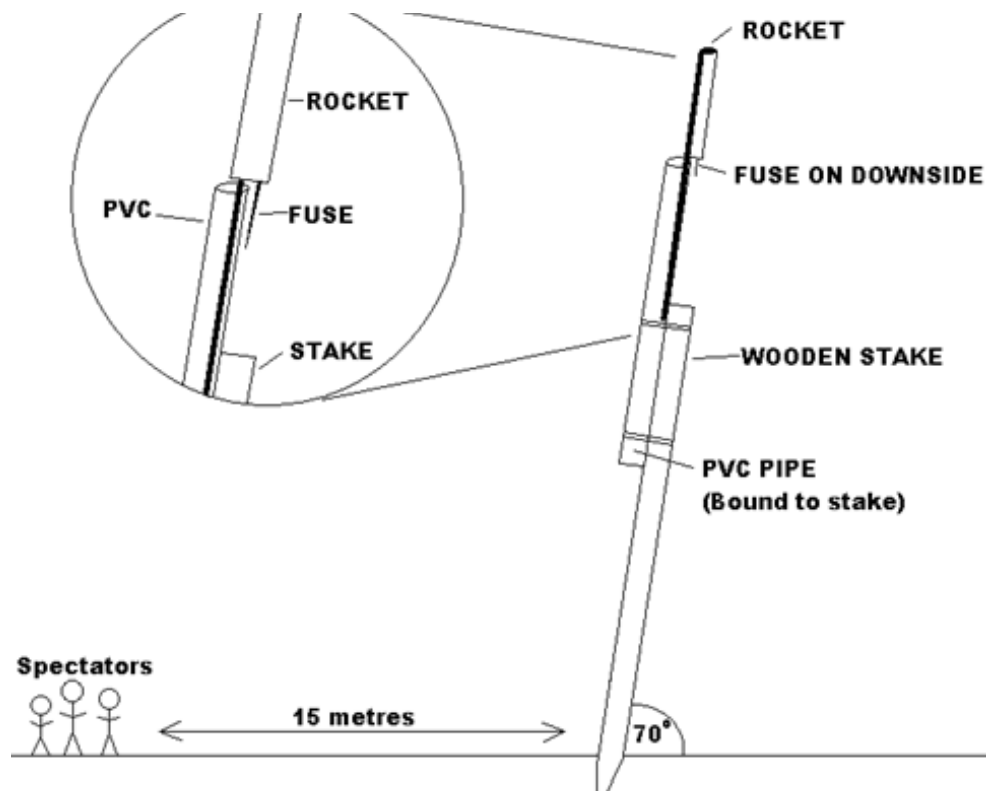 ROCKET
ROCKET
FUSE ON DOWNSIDE
PVC
FUSE
STAKE
WOODEN STAKE
PVC PIPE
(Bound to stake)
Spectators
15 metres
70°